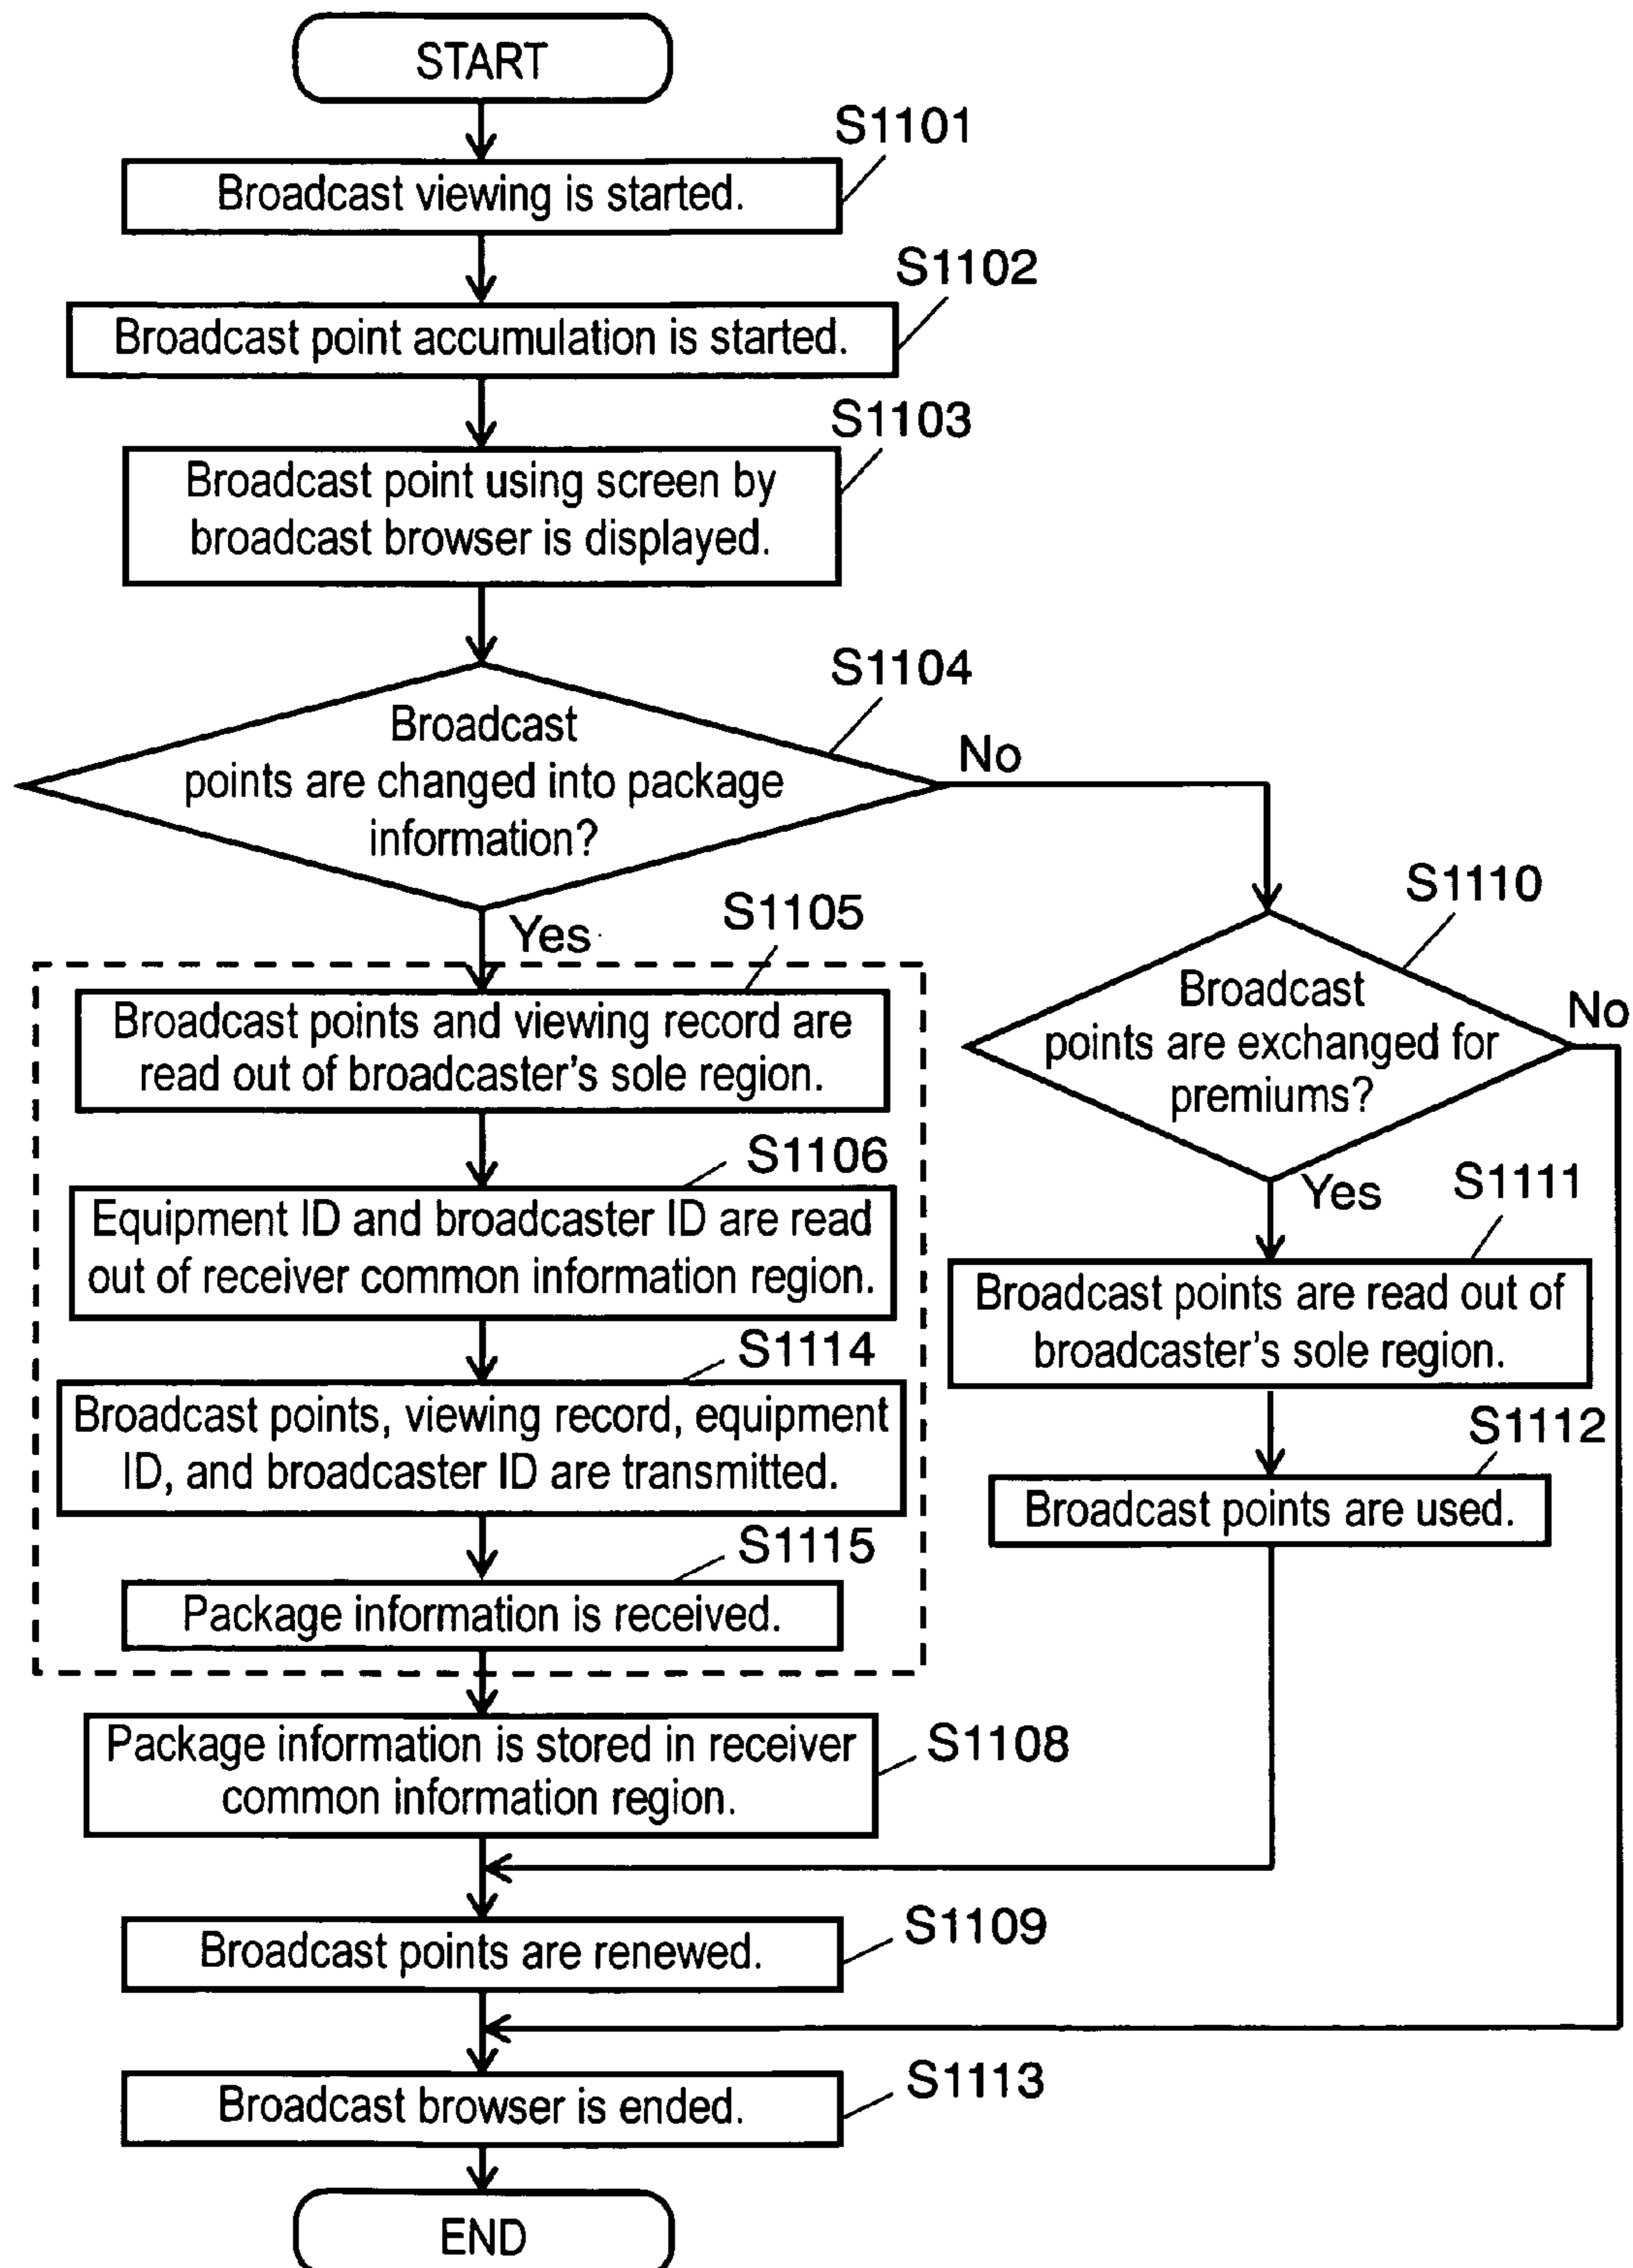 START
S1101
Broadcast viewing is started.
S1102
Broadcast point accumulation is started.
S1103
Broadcast point using screen by
broadcast browser is displayed.
S1104
Broadcast
points are changed into package
information?
No
Yes
S1105
Broadcast points and viewing record are
read out of broadcaster's sole region.
S1106
Equipment ID and broadcaster ID are read
out of receiver common information region.
S1114
Broadcast points, viewing record, equipment
ID, and broadcaster ID are transmitted.
S1115
Package information is received.
S1110
Broadcast
points are exchanged for
premiums?
No
Yes
S1111
Broadcast points are read out of
broadcaster's sole region.
S1112
Broadcast points are used.
Package information is stored in receiver
common information region.
S1108
Broadcast points are renewed.
S1109
Broadcast browser is ended.
S1113
END